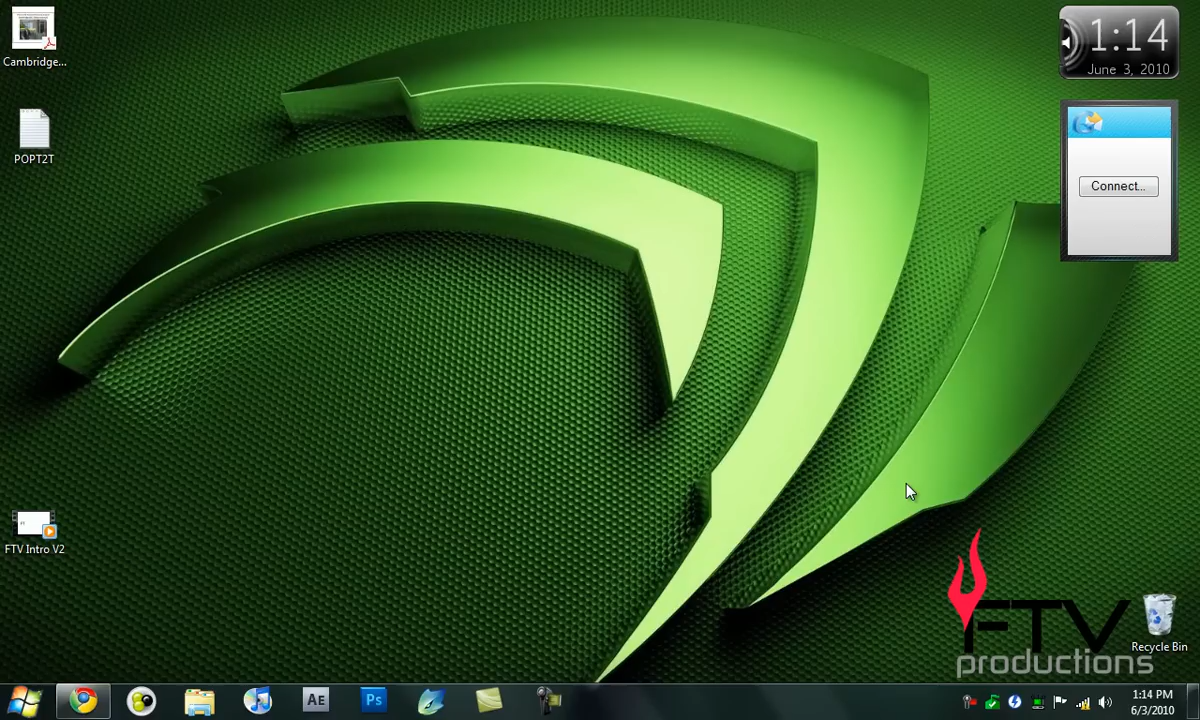 Cambridge...
POPT2T
FTV Intro V2
1:14
June 3, 2010
Connect...
FTV
productions
Recycle Bin
AE
Ps
1:14 PM
6/3/2010